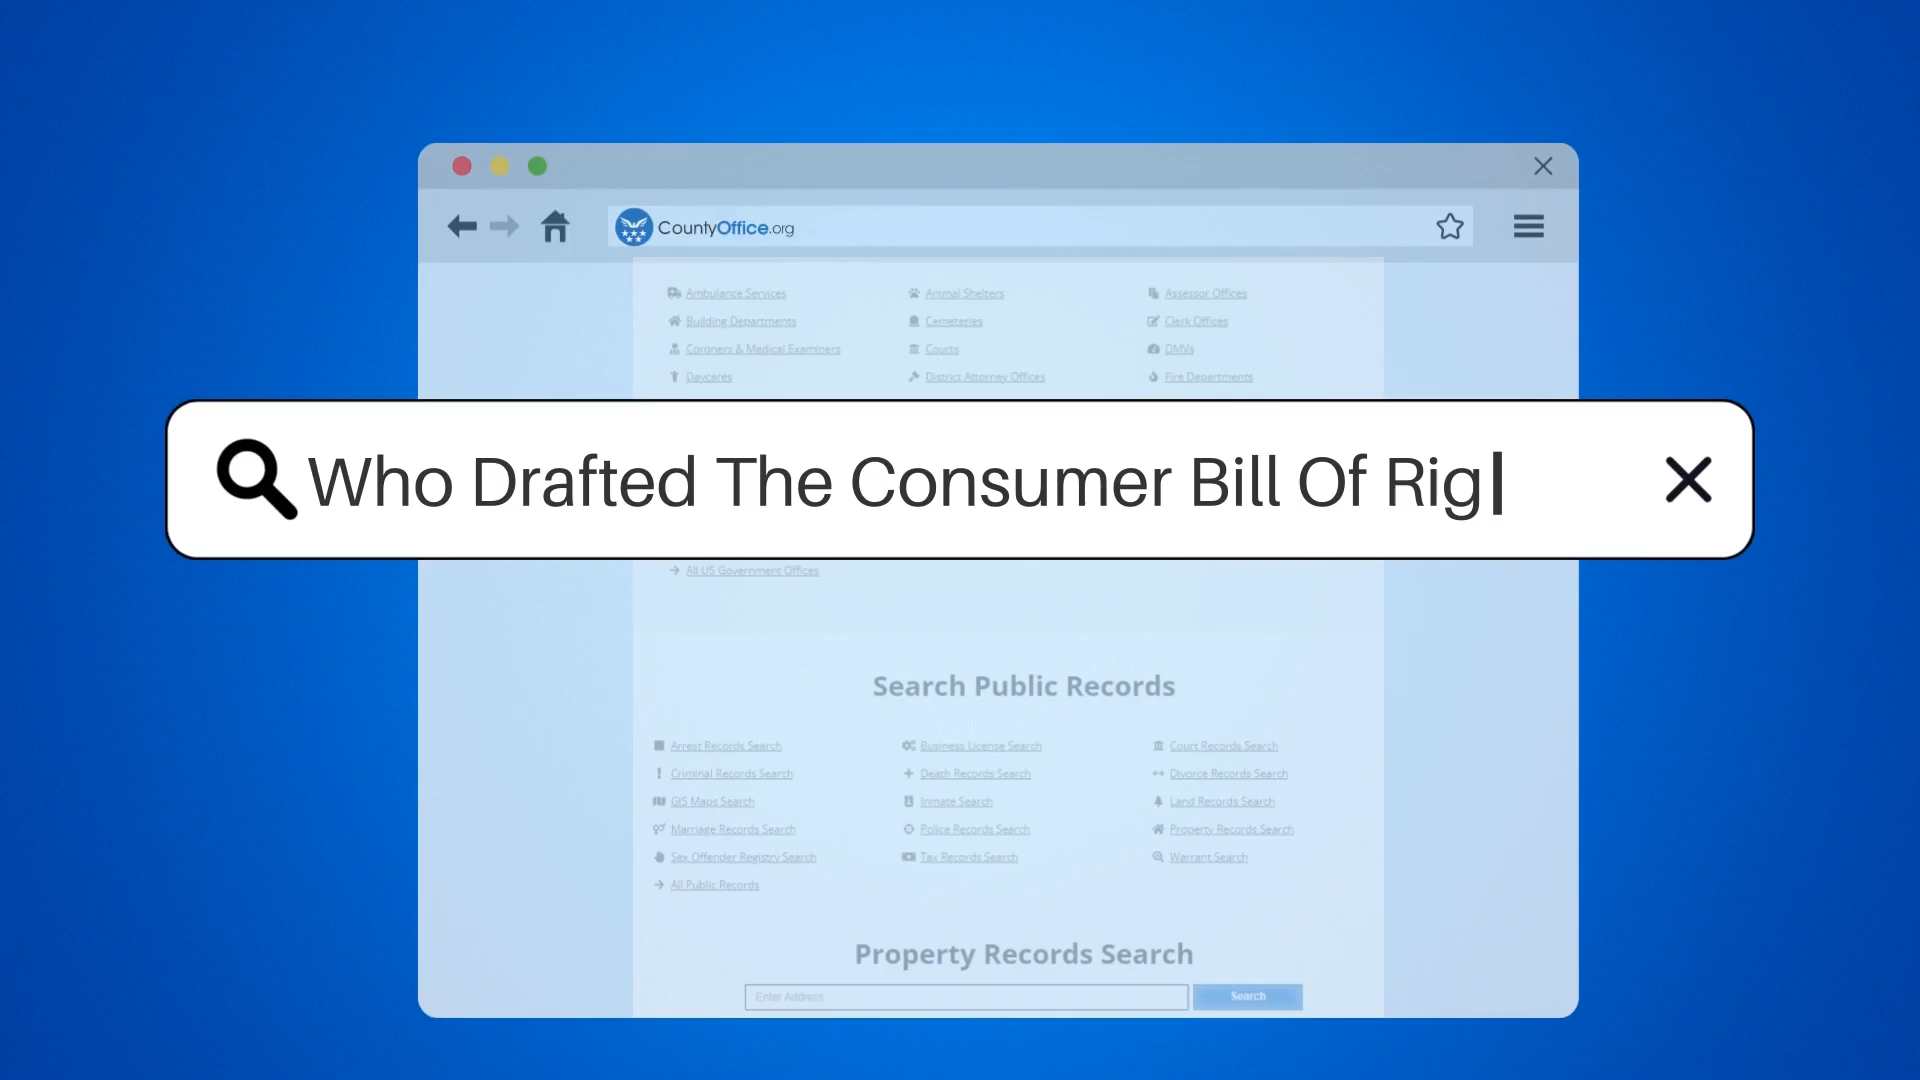 CountyOffice.org
Ambulance Services Animal Shelters Assessor Offices
Building Departments Cemeteries Clerk Offices
Coroners & Medical Examiners Courts DMVs
Daycares District Attorney Offices Fire Departments
Who Drafted The Consumer Bill Of Rig
All US Government Offices
Search Public Records
Arrest Records Search Business License Search Court Records Search
Criminal Records Search Death Records Search Divorce Records Search
GIS Maps Search Inmate Search Land Records Search
Marriage Records Search Police Records Search Property Records Search
Sex Offender Registry Search Tax Records Search Warrant Search
All Public Records
Property Records Search
Enter Address Search